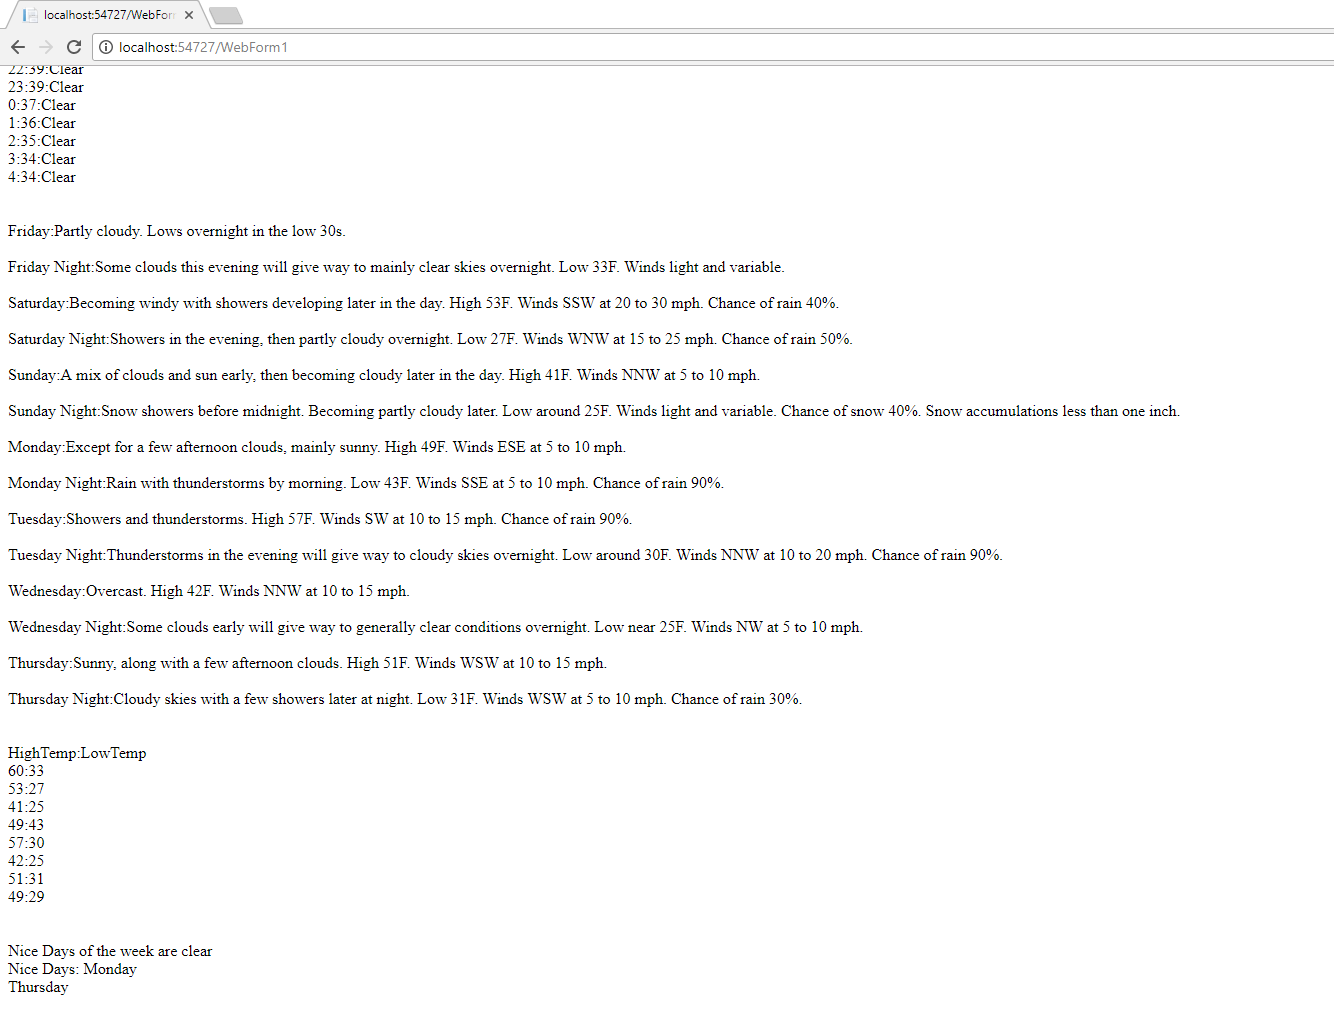 localhost:54727/WebFor
localhost:54727/WebForm1
22:39:Clear
23:39:Clear
0:37:Clear
1:36:Clear
2:35:Clear
3:34:Clear
4:34:Clear
Friday:Partly cloudy. Lows overnight in the low 30s.
Friday Night:Some clouds this evening will give way to mainly clear skies overnight. Low 33F. Winds light and variable.
Saturday:Becoming windy with showers developing later in the day. High 53F. Winds SSW at 20 to 30 mph. Chance of rain 40%.
Saturday Night:Showers in the evening, then partly cloudy overnight. Low 27F. Winds WNW at 15 to 25 mph. Chance of rain 50%.
Sunday:A mix of clouds and sun early, then becoming cloudy later in the day. High 41F. Winds NNW at 5 to 10 mph.
Sunday Night:Snow showers before midnight. Becoming partly cloudy later. Low around 25F. Winds light and variable. Chance of snow 40%. Snow accumulations less than one inch.
Monday:Except for a few afternoon clouds, mainly sunny. High 49F. Winds ESE at 5 to 10 mph.
Monday Night:Rain with thunderstorms by morning. Low 43F. Winds SSE at 5 to 10 mph. Chance of rain 90%.
Tuesday:Showers and thunderstorms. High 57F. Winds SW at 10 to 15 mph. Chance of rain 90%.
Tuesday Night:Thunderstorms in the evening will give way to cloudy skies overnight. Low around 30F. Winds NNW at 10 to 20 mph. Chance of rain 90%.
Wednesday:Overcast. High 42F. Winds NNW at 10 to 15 mph.
Wednesday Night:Some clouds early will give way to generally clear conditions overnight. Low near 25F. Winds NW at 5 to 10 mph.
Thursday:Sunny, along with a few afternoon clouds. High 51F. Winds WSW at 10 to 15 mph.
Thursday Night:Cloudy skies with a few showers later at night. Low 31F. Winds WSW at 5 to 10 mph. Chance of rain 30%.
HighTemp:LowTemp
60:33
53:27
41:25
49:43
57:30
42:25
51:31
49:29
Nice Days of the week are clear
Nice Days: Monday
Thursday